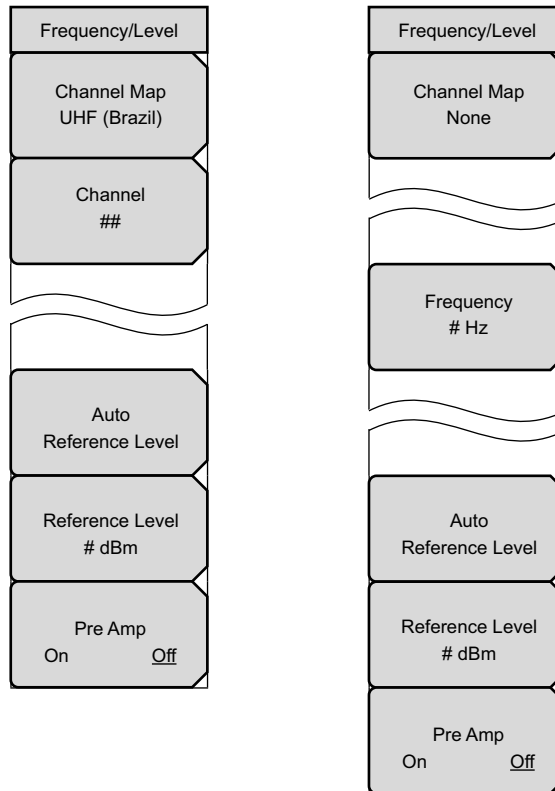 Frequency/Level
Channel Map
UHF (Brazil)
Channel
##
Auto
Reference Level
Reference Level
# dBm
Pre Amp
On Off
Frequency/Level
Channel Map
None
Frequency
# Hz
Auto
Reference Level
Reference Level
# dBm
Pre Amp
On Off